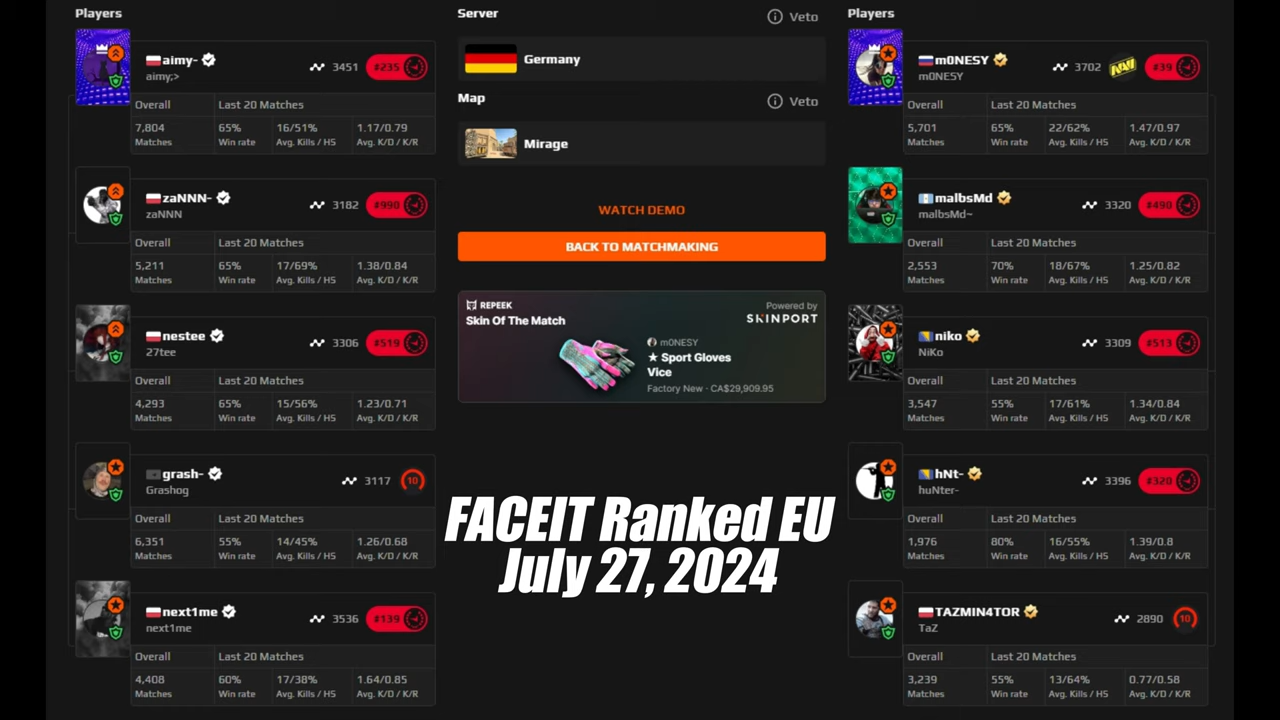 Players
aimy-
aimy;>
3451
#235
Overall
Last 20 Matches
7,804
65%
16/51%
1.17/0.79
Matches
Win rate
Avg. Kills / HS
Avg. K/D / K/R
zaNNN-
zaNNN
3182
#990
Overall
Last 20 Matches
5,211
65%
17/69%
1.38/0.84
Matches
Win rate
Avg. Kills / HS
Avg. K/D / K/R
nestee
27tee
3306
#519
Overall
Last 20 Matches
4,293
65%
15/56%
1.23/0.71
Matches
Win rate
Avg. Kills / HS
Avg. K/D / K/R
grash-
Grashog
3117
10
Overall
Last 20 Matches
6,351
55%
14/45%
1.26/0.68
Matches
Win rate
Avg. Kills / HS
Avg. K/D / K/R
next1me
next1me
3536
#139
Overall
Last 20 Matches
4,408
60%
17/38%
1.64/0.85
Matches
Win rate
Avg. Kills / HS
Avg. K/D / K/R
Server
Veto
Germany
Map
Veto
Mirage
WATCH DEMO
BACK TO MATCHMAKING
REPEEK
Skin Of The Match
Powered by
SKINPORT
m0NESY
★ Sport Gloves
Vice
Factory New · CA$29,909.95
FACEIT Ranked EU
July 27, 2024
Players
m0NESY
m0NESY
3702
NAVI
#39
Overall
Last 20 Matches
5,701
65%
22/62%
1.47/0.97
Matches
Win rate
Avg. Kills / HS
Avg. K/D / K/R
malbsMd
malbsMd~
3320
#490
Overall
Last 20 Matches
2,553
70%
18/67%
1.25/0.82
Matches
Win rate
Avg. Kills / HS
Avg. K/D / K/R
niko
NiKo
3309
#513
Overall
Last 20 Matches
3,547
55%
17/61%
1.34/0.84
Matches
Win rate
Avg. Kills / HS
Avg. K/D / K/R
hNt-
huNter-
3396
#320
Overall
Last 20 Matches
1,976
80%
16/55%
1.39/0.8
Matches
Win rate
Avg. Kills / HS
Avg. K/D / K/R
TAZMIN4TOR
TaZ
2890
10
Overall
Last 20 Matches
3,239
55%
13/64%
0.77/0.58
Matches
Win rate
Avg. Kills / HS
Avg. K/D / K/R